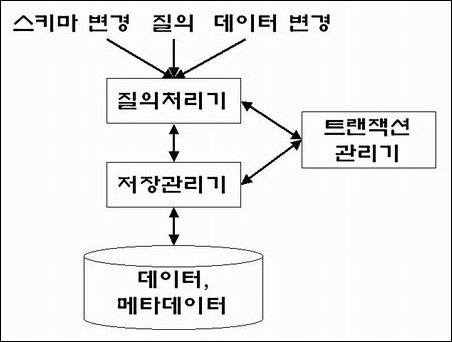 스키마 변경 질의 데이터 변경
질의처리기
트랜잭션
관리기
저장관리기
데이터,
메타데이터